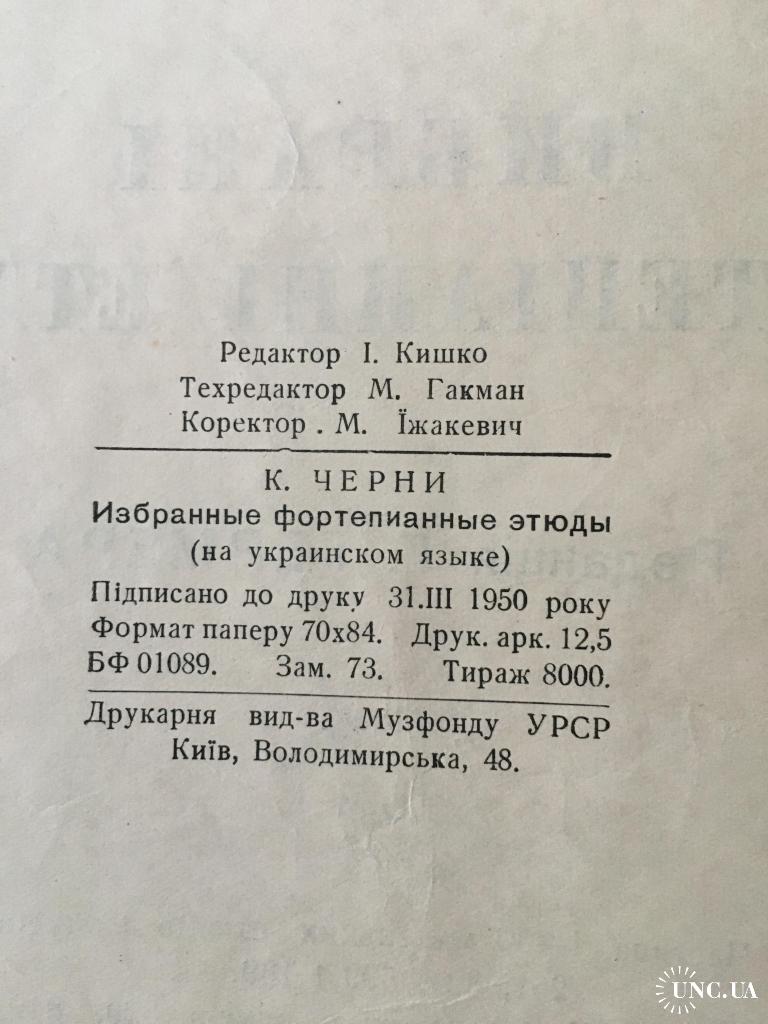 Редактор І. Кишко
Техредактор М. Гакман
Коректор . М. Їжакевич
К. ЧЕРНИ
Избранные фортепианные этюды
(на украинском языке)
Підписано до друку 31.III 1950 року
Формат паперу 70х84. Друк. арк. 12,5
БФ 01089. Зам. 73. Тираж 8000.
Друкарня вид-ва Музфонду УРСР
Київ, Володимирська, 48.
UNC.UA